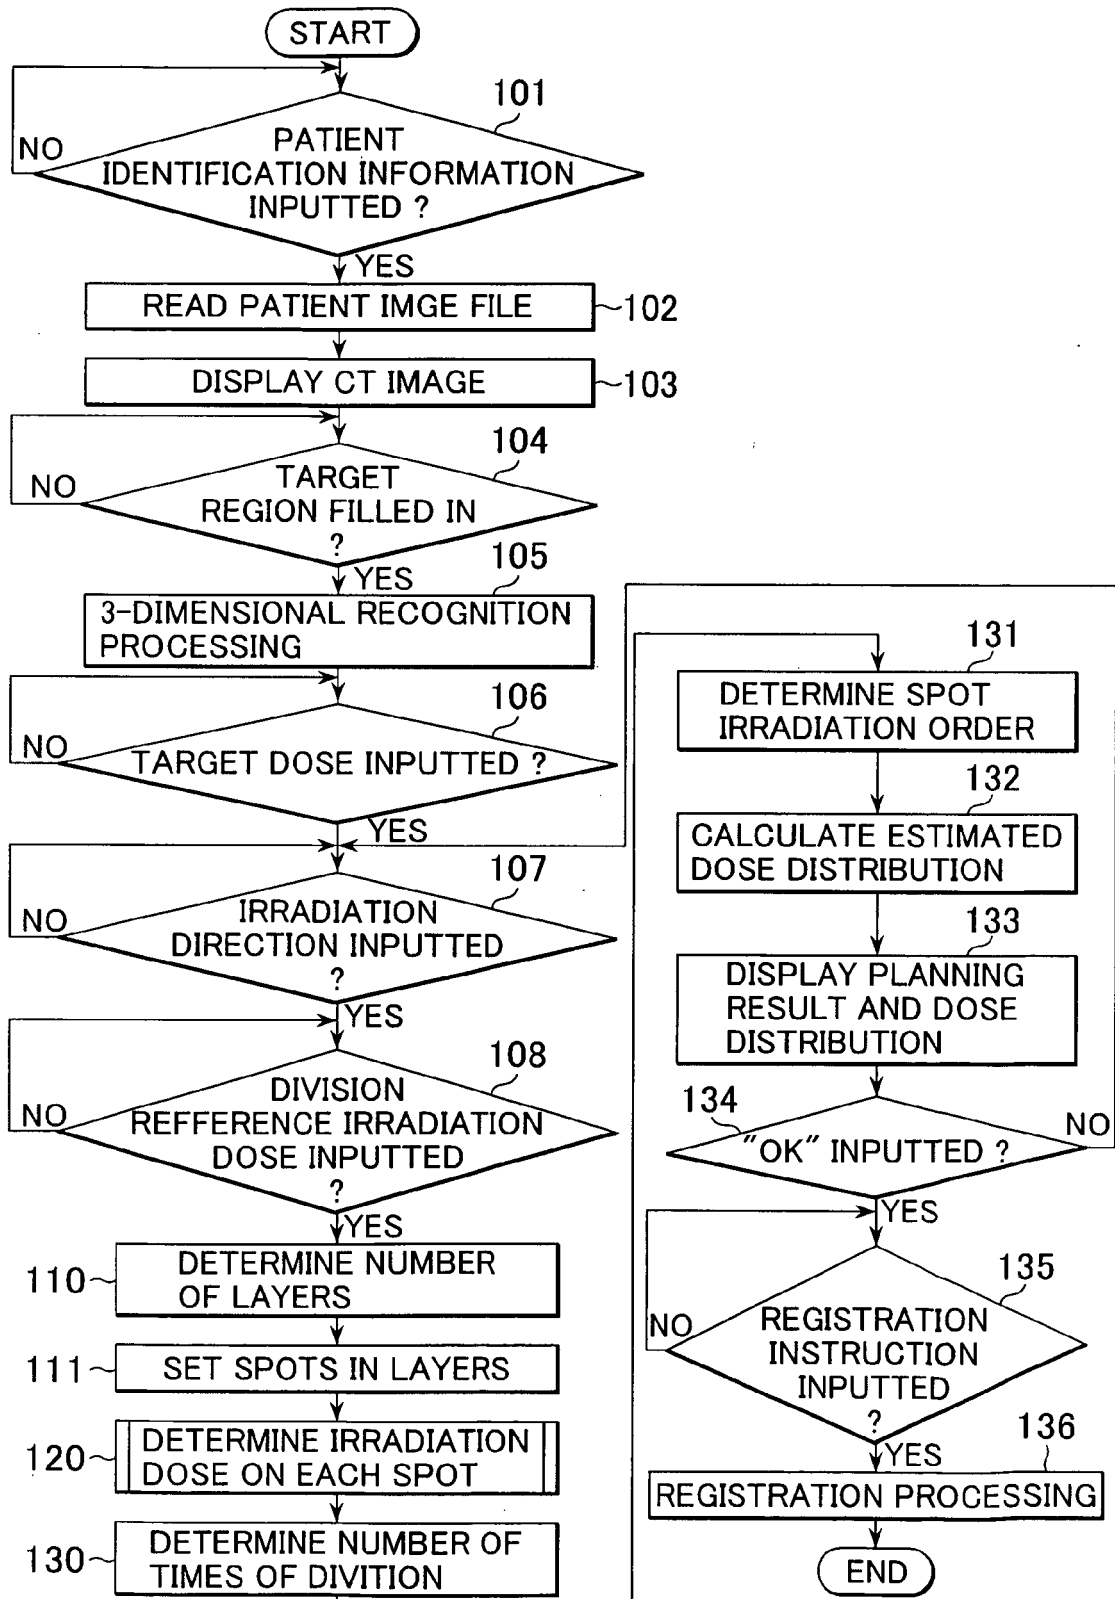 START
101
PATIENT
IDENTIFICATION INFORMATION
INPUTTED ?
NO
YES
READ PATIENT IMGE FILE
102
DISPLAY CT IMAGE
103
104
TARGET
REGION FILLED IN
?
NO
YES
105
3-DIMENSIONAL RECOGNITION
PROCESSING
106
TARGET DOSE INPUTTED ?
NO
YES
107
IRRADIATION
DIRECTION INPUTTED
?
NO
YES
108
DIVISION
REFFERENCE IRRADIATION
DOSE INPUTTED
?
NO
YES
110
DETERMINE NUMBER
OF LAYERS
111
SET SPOTS IN LAYERS
120
DETERMINE IRRADIATION
DOSE ON EACH SPOT
130
DETERMINE NUMBER OF
TIMES OF DIVITION
131
DETERMINE SPOT
IRRADIATION ORDER
132
CALCULATE ESTIMATED
DOSE DISTRIBUTION
133
DISPLAY PLANNING
RESULT AND DOSE
DISTRIBUTION
134
"OK" INPUTTED ?
NO
YES
135
REGISTRATION
INSTRUCTION
INPUTTED
?
NO
YES
136
REGISTRATION PROCESSING
END